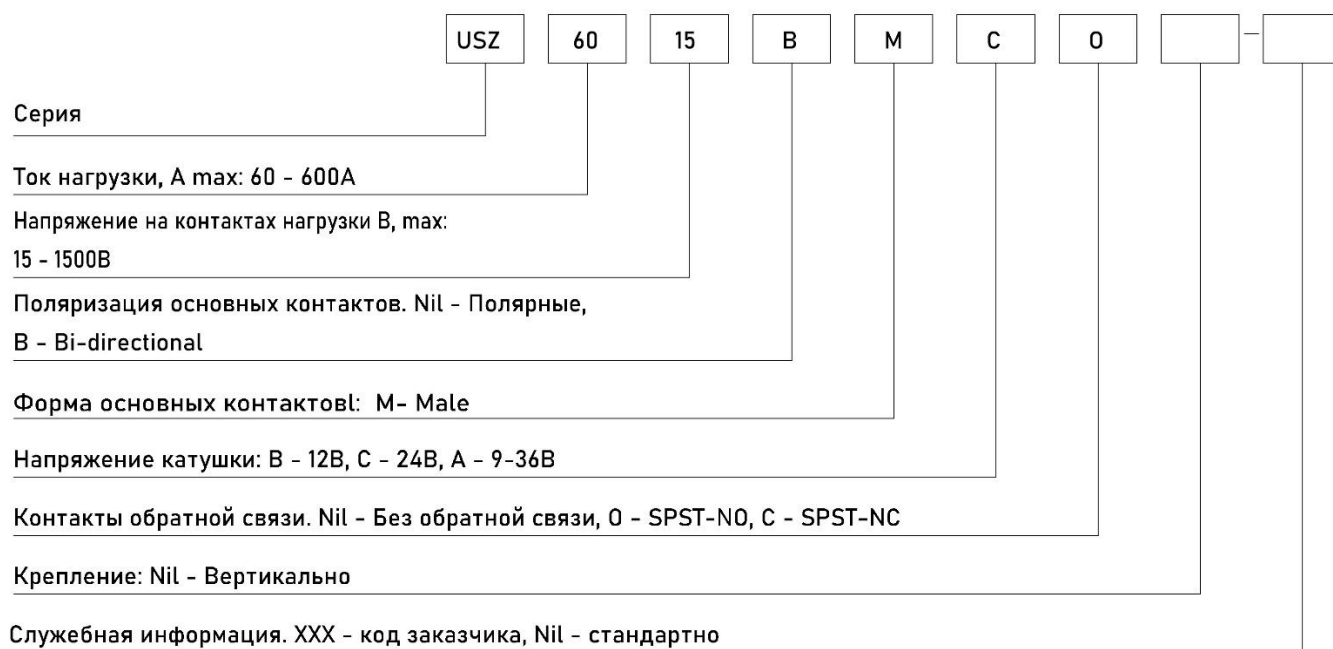 USZ 60 15 B M C O –
Серия
Ток нагрузки, А max: 60 - 600А
Напряжение на контактах нагрузки В, max:
15 - 1500В
Поляризация основных контактов. Nil - Полярные,
B - Bi-directional
Форма основных контактовl: M- Male
Напряжение катушки: B - 12В, C - 24В, A - 9-36В
Контакты обратной связи. Nil - Без обратной связи, O - SPST-NO, C - SPST-NC
Крепление: Nil - Вертикально
Служебная информация. XXX - код заказчика, Nil - стандартно